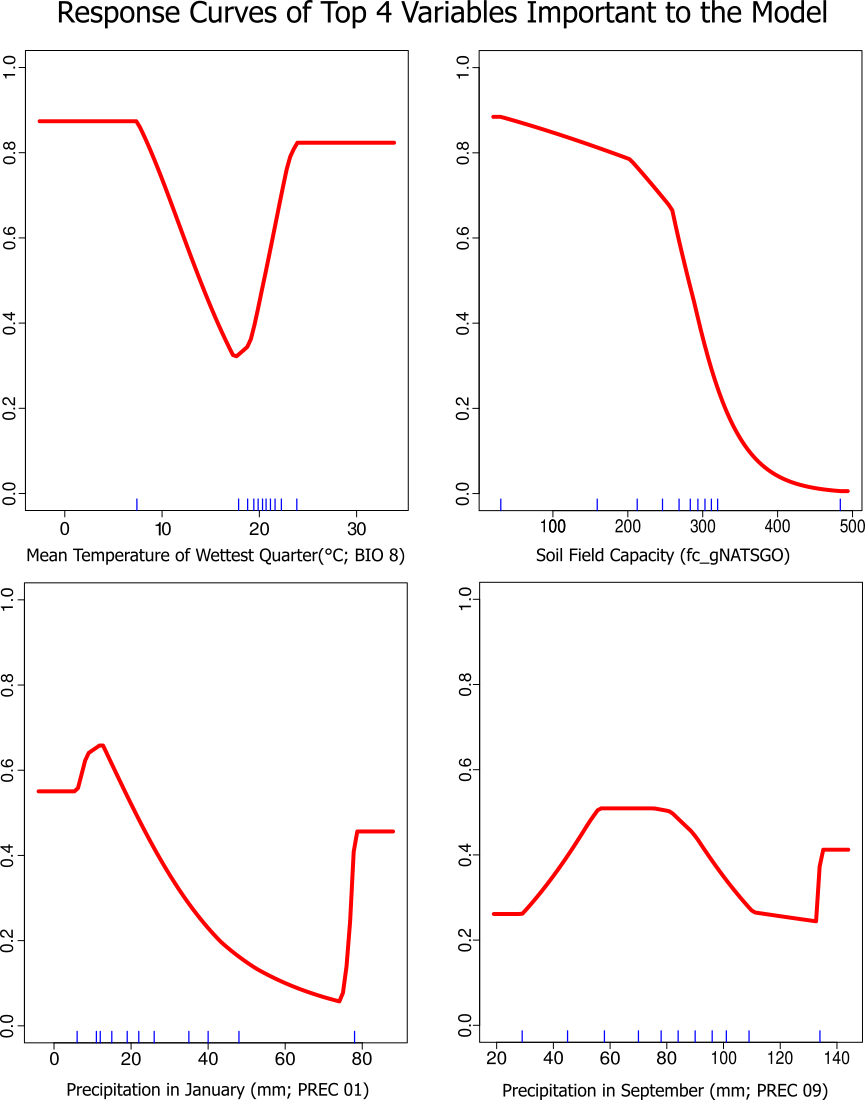 Response Curves of Top 4 Variables Important to the Model
1.0
0.8
0.6
0.4
0.2
0.0
0 10 20 30
Mean Temperature of Wettest Quarter(°C; BIO 8)
1.0
0.8
0.6
0.4
0.2
0.0
100 200 300 400 500
Soil Field Capacity (fc_gNATSGO)
1.0
0.8
0.6
0.4
0.2
0.0
0 20 40 60 80
Precipitation in January (mm; PREC 01)
1.0
0.8
0.6
0.4
0.2
0.0
20 40 60 80 100 120 140
Precipitation in September (mm; PREC 09)